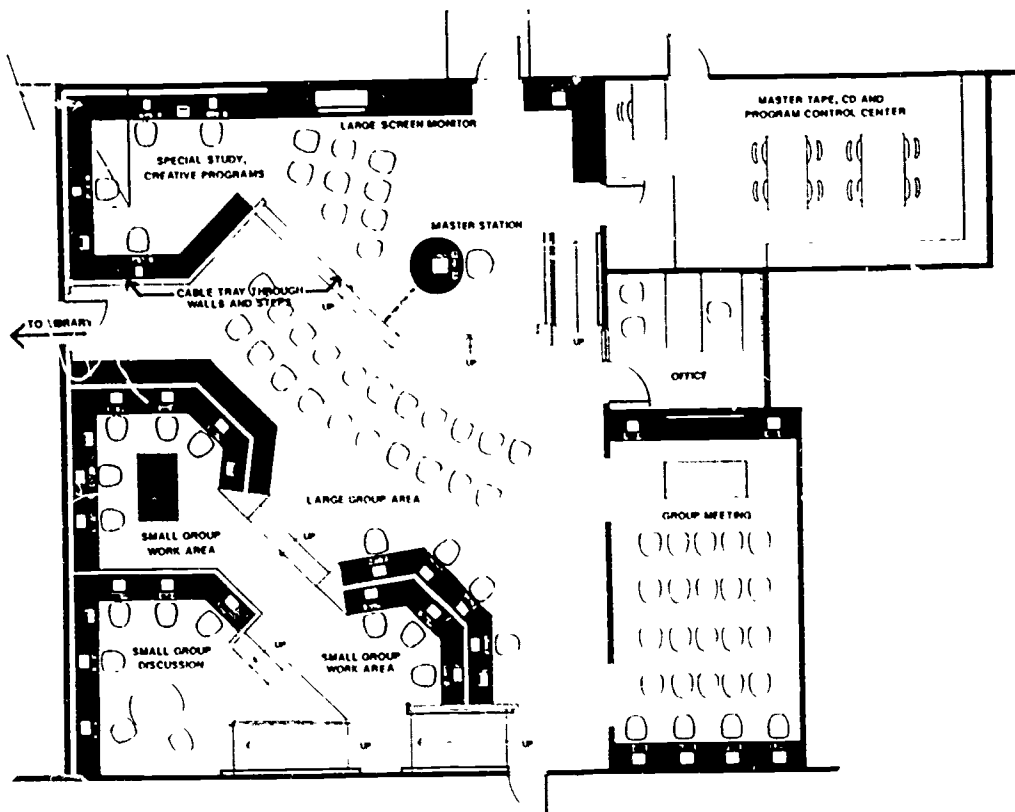 MASTER TAPE, CD AND
PROGRAM CONTROL CENTER
LARGE SCREEN MONITOR
SPECIAL STUDY,
CREATIVE PROGRAMS
MASTER STATION
CABLE TRAY THROUGH
WALLS AND STEPS
UP
TO LIBRARY
UP
UP
OFFICE
LARGE GROUP AREA
GROUP MEETING
SMALL GROUP
WORK AREA
UP
SMALL GROUP
DISCUSSION
UP
SMALL GROUP
WORK AREA
UP
UP